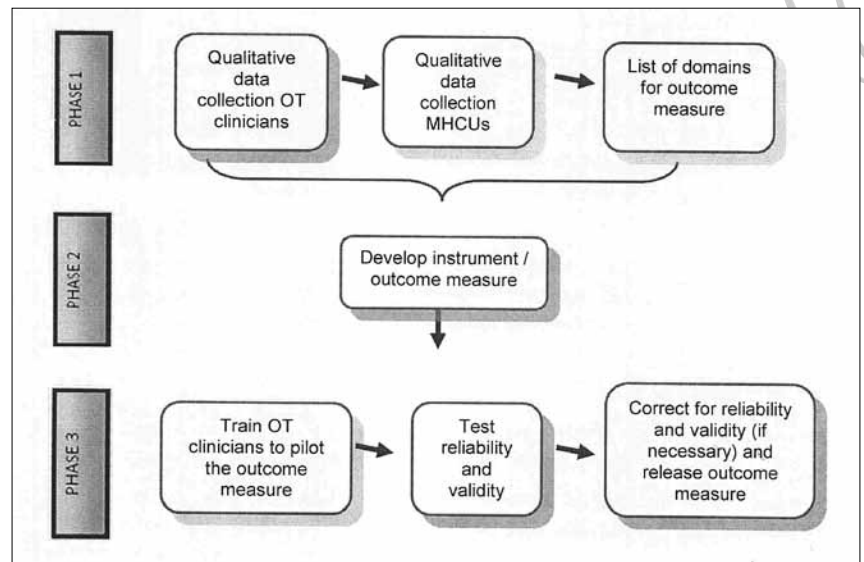 PHASE 1
Qualitative
data
collection OT
clinicians
Qualitative
data
collection
MHCUs
List of domains
for outcome
measure
PHASE 2
Develop instrument /
outcome measure
PHASE 3
Train OT
clinicians to pilot
the outcome
measure
Test
reliability
and
validity
Correct for reliability
and validity (if
necessary) and
release outcome
measure